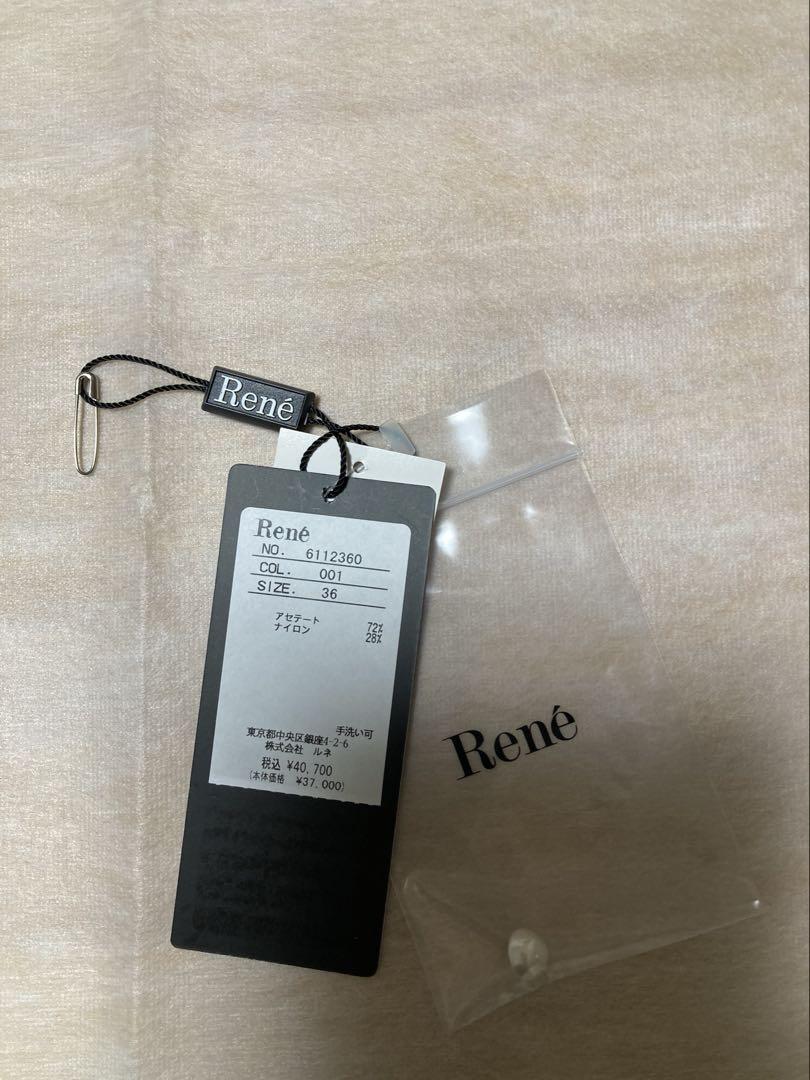 René
René
NO. 6112360
COL. 001
SIZE. 36
アセテート 72%
ナイロン 28%
手洗い可
東京都中央区銀座4-2-6
株式会社 ルネ
税込 ¥40,700
(本体価格 ¥37,000)
René